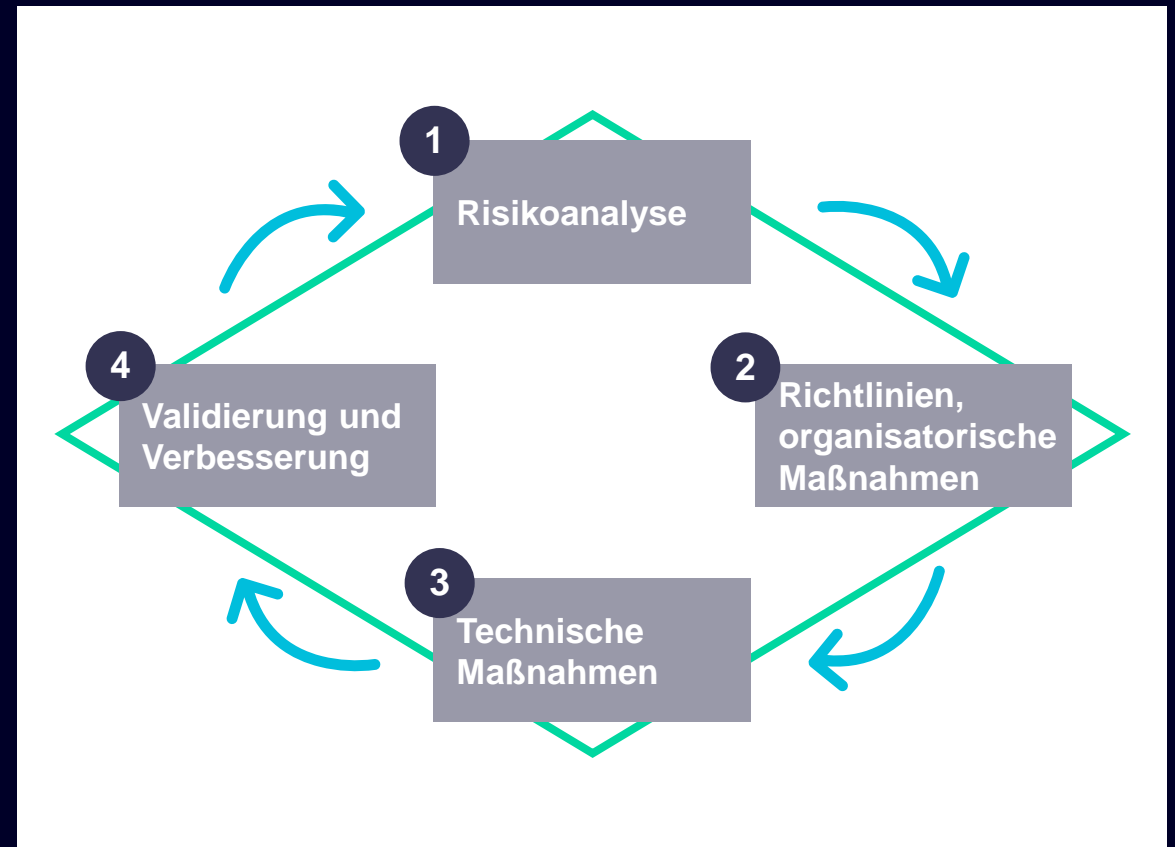 1
Risikoanalyse
2
Richtlinien,
organisatorische
Maßnahmen
3
Technische
Maßnahmen
4
Validierung und
Verbesserung